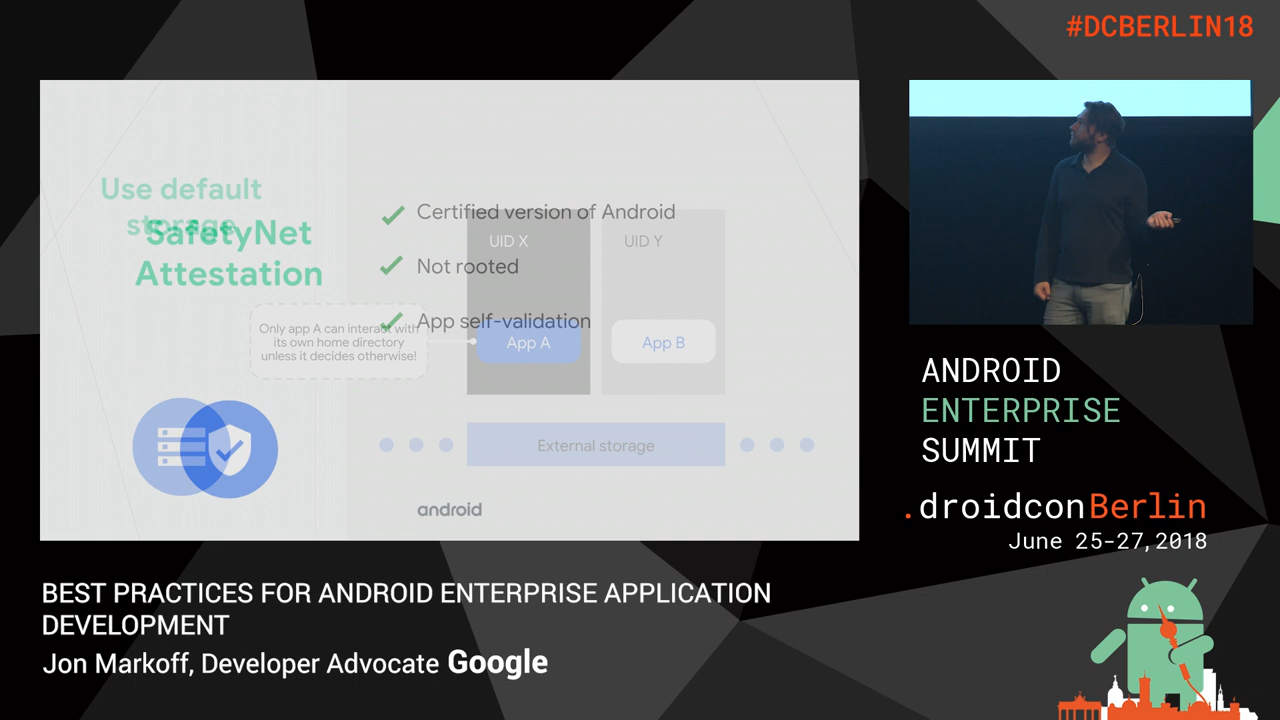 #DCBERLIN18
Use default
storage
SafetyNet
Attestation
Certified version of Android
Not rooted
App self-validation
UID X
UID Y
Only app A can interact with
its own home directory
unless it decides otherwise!
App A
App B
External storage
android
ANDROID
ENTERPRISE
SUMMIT
.droidconBerlin
June 25-27, 2018
BEST PRACTICES FOR ANDROID ENTERPRISE APPLICATION
DEVELOPMENT
Jon Markoff, Developer Advocate Google